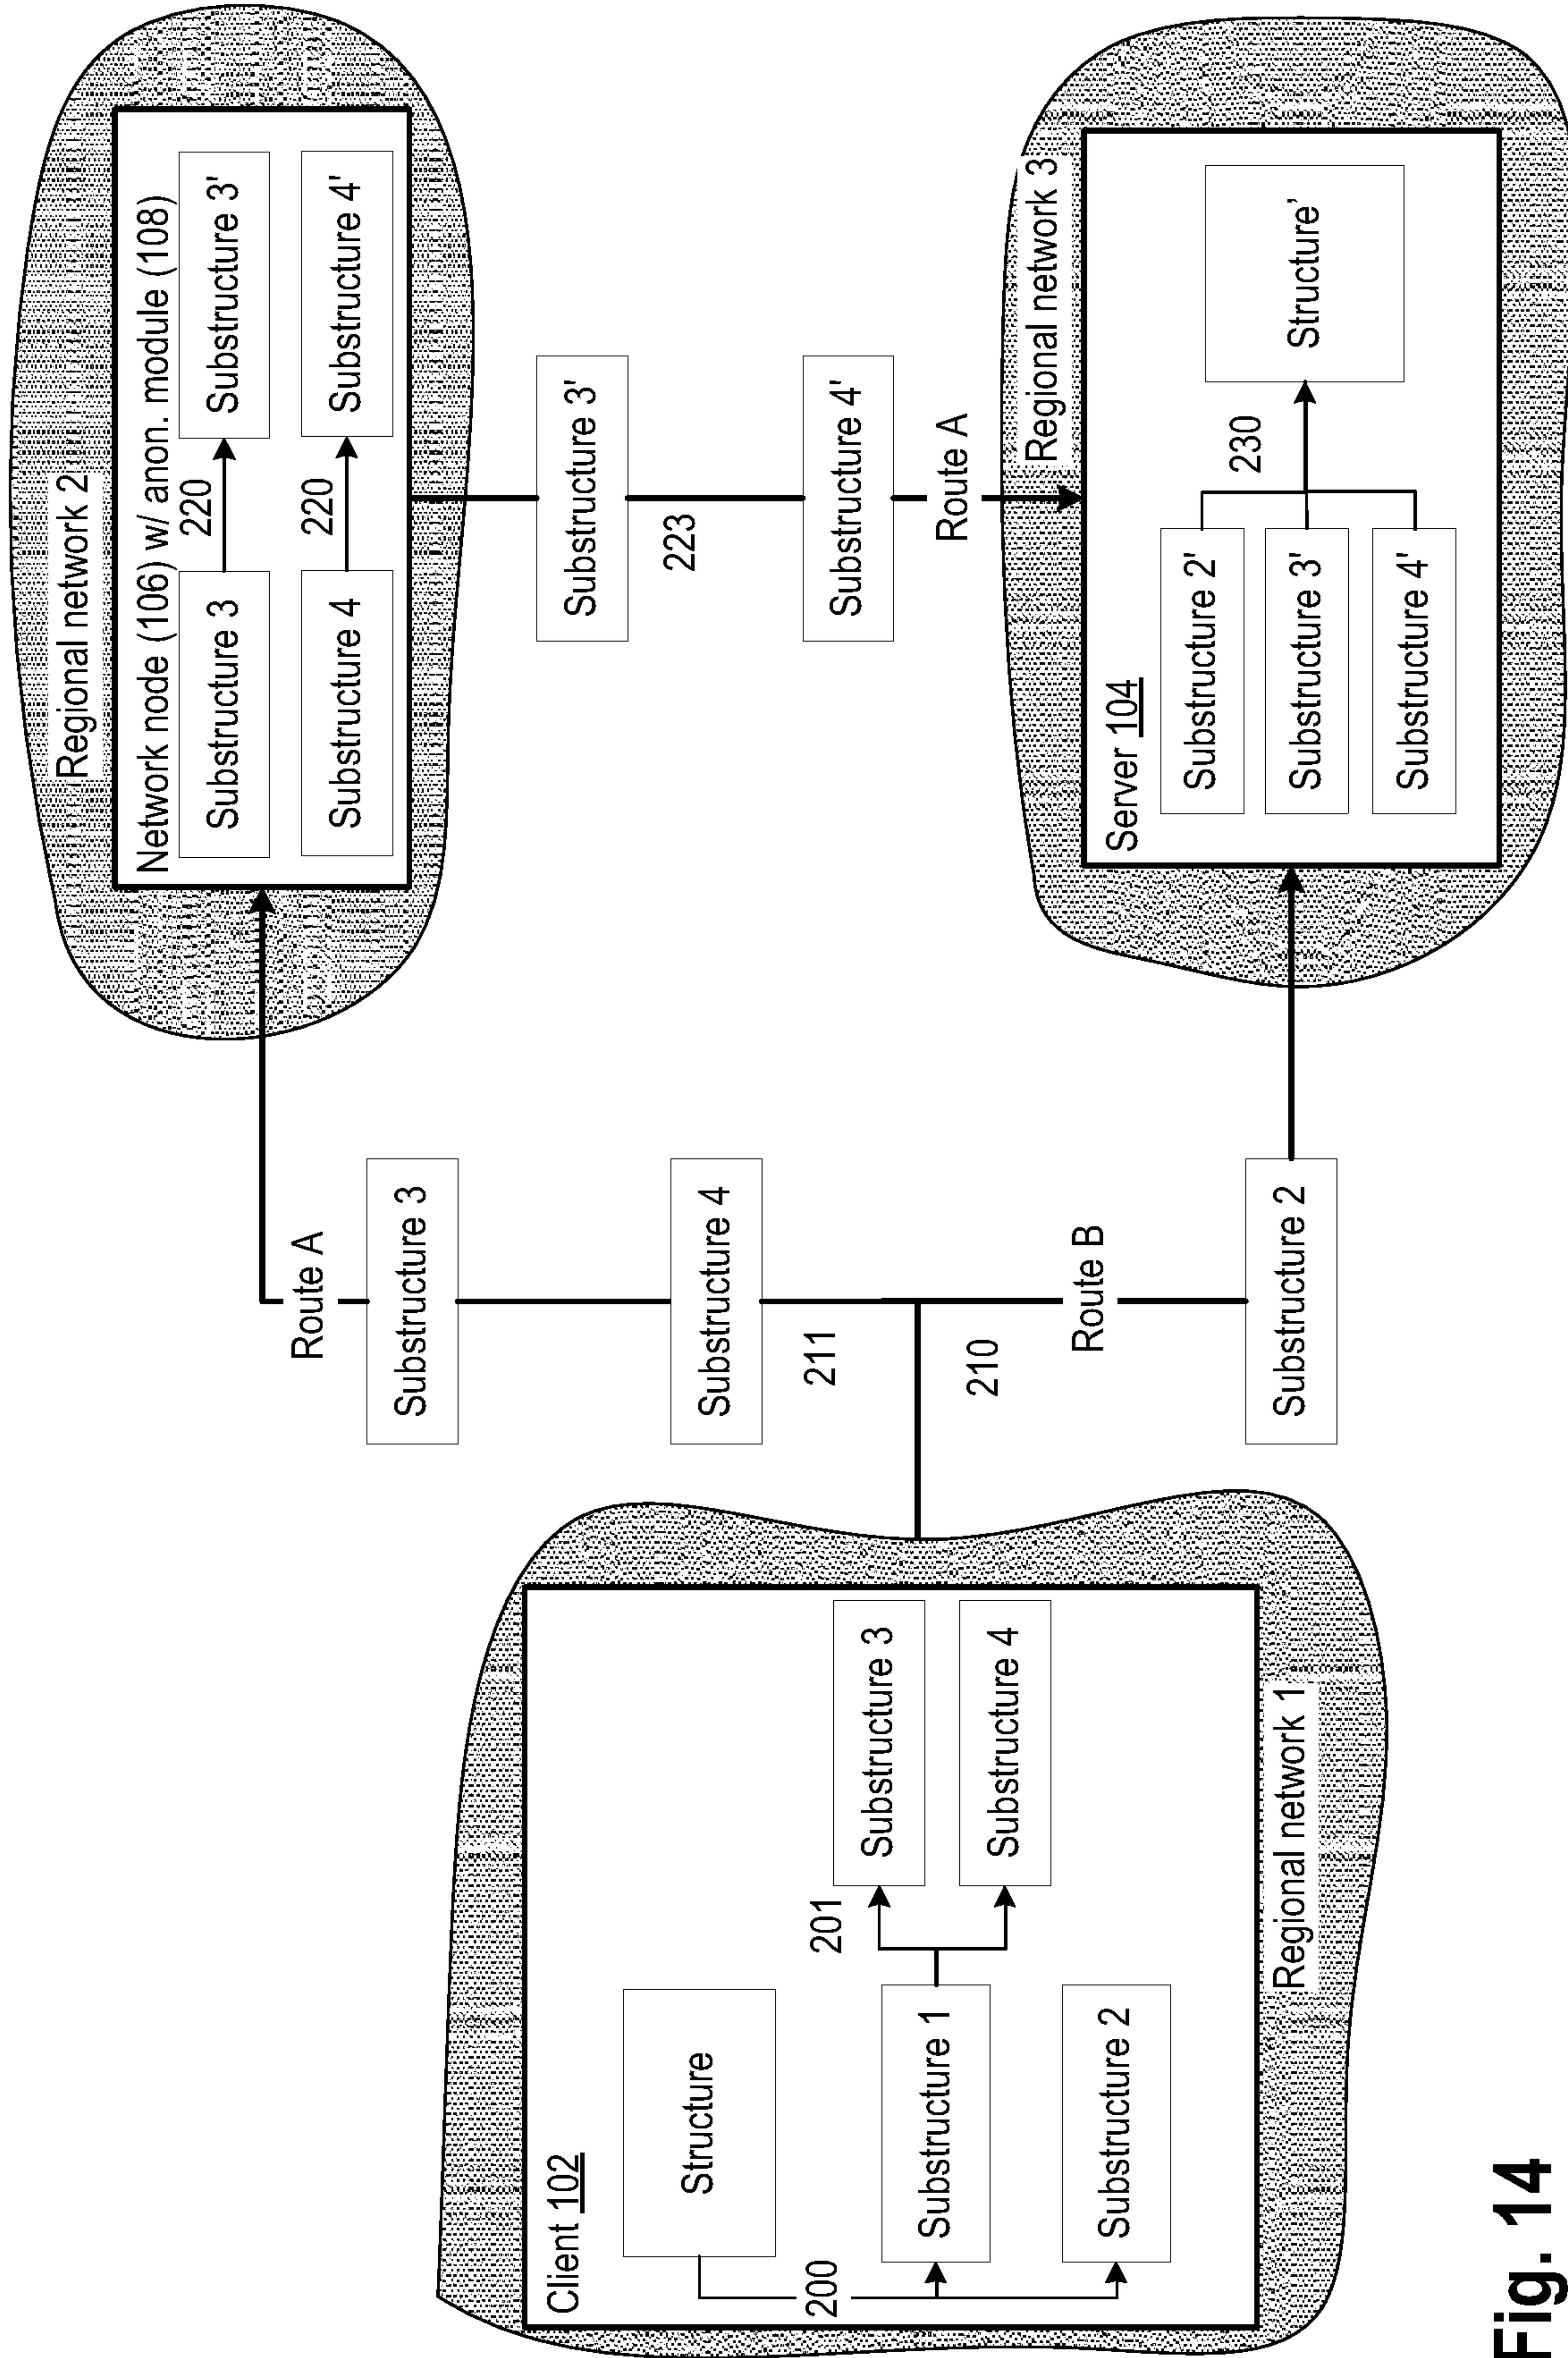 Client 102
Structure
200
Substructure 1
Substructure 2
201
Substructure 3
Substructure 4
Regional network 1
Route A
Substructure 3
Substructure 4
211
210
Route B
Substructure 2
Regional network 2
Network node (106) w/ anon. module (108)
Substructure 3
220
Substructure 3'
Substructure 4
220
Substructure 4'
Substructure 3'
223
Substructure 4'
Route A
Regional network 3
Server 104
Substructure 2'
Substructure 3'
Substructure 4'
230
Structure'
Fig. 14